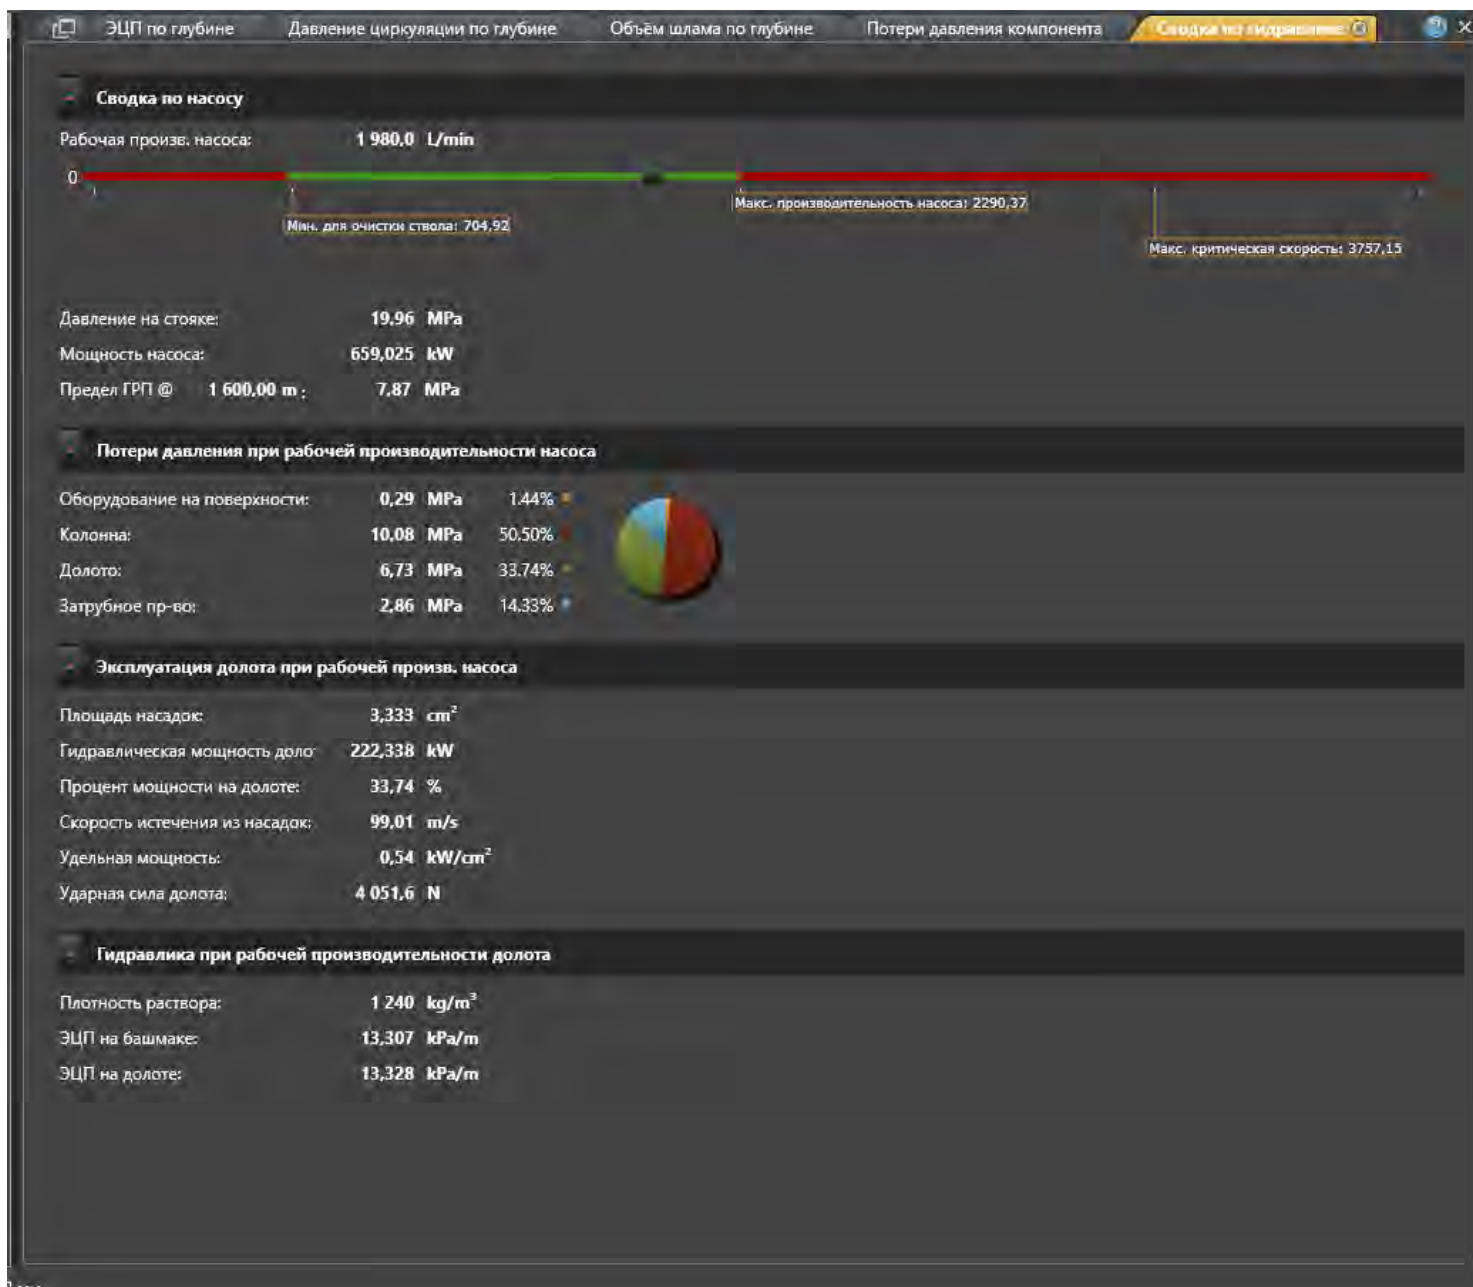 ЭЦП по глубине Давление циркуляции по глубине Объём шлама по глубине Потери давления компонента Сводка по гидравлике
Сводка по насосу
Рабочая произв. насоса: 1 980,0 L/min
0
Макс. производительность насоса: 2290,37
Мин. для очистки ствола: 704,92
Макс. критическая скорость: 3757,15
Давление на стояке: 19,96 MPa
Мощность насоса: 659,025 kW
Предел ГРП @ 1 600,00 m : 7,87 MPa
Потери давления при рабочей производительности насоса
Оборудование на поверхности: 0,29 MPa 1.44%
Колонна: 10,08 MPa 50.50%
Долото: 6,73 MPa 33.74%
Затрубное пр-во: 2,86 MPa 14.33%
Эксплуатация долота при рабочей произв. насоса
Площадь насадок: 3,333 cm²
Гидравлическая мощность доло 222,338 kW
Процент мощности на долоте: 33,74 %
Скорость истечения из насадок: 99,01 m/s
Удельная мощность: 0,54 kW/cm²
Ударная сила долота: 4 051,6 N
Гидравлика при рабочей производительности долота
Плотность раствора: 1 240 kg/m³
ЭЦП на башмаке: 13,307 kPa/m
ЭЦП на долоте: 13,328 kPa/m